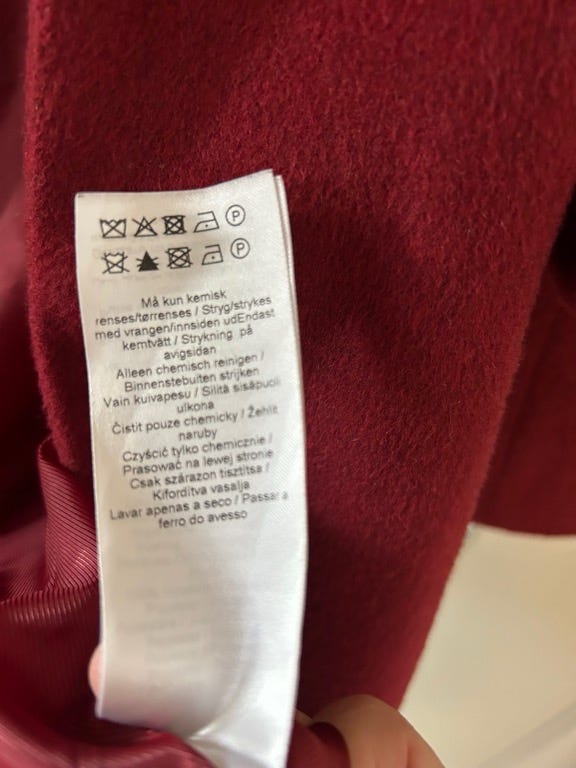 P
P
Må kun kemisk
renses/tørrenses / Stryg/strykes
med vrangen/innsiden udEndast
kemtvätt / Strykning på
avigsidan
Alleen chemisch reinigen /
Binnenstebuiten strijken
Vain kuivapesu / Silitä sisäpuoli
ulkona
Čistit pouze chemicky / Žehlit
naruby
Czyścić tylko chemicznie /
Prasować na lewej stronie
Csak szárazon tisztítsa /
Kifordítva vasalja
Lavar apenas a seco / Passar a
ferro do avesso